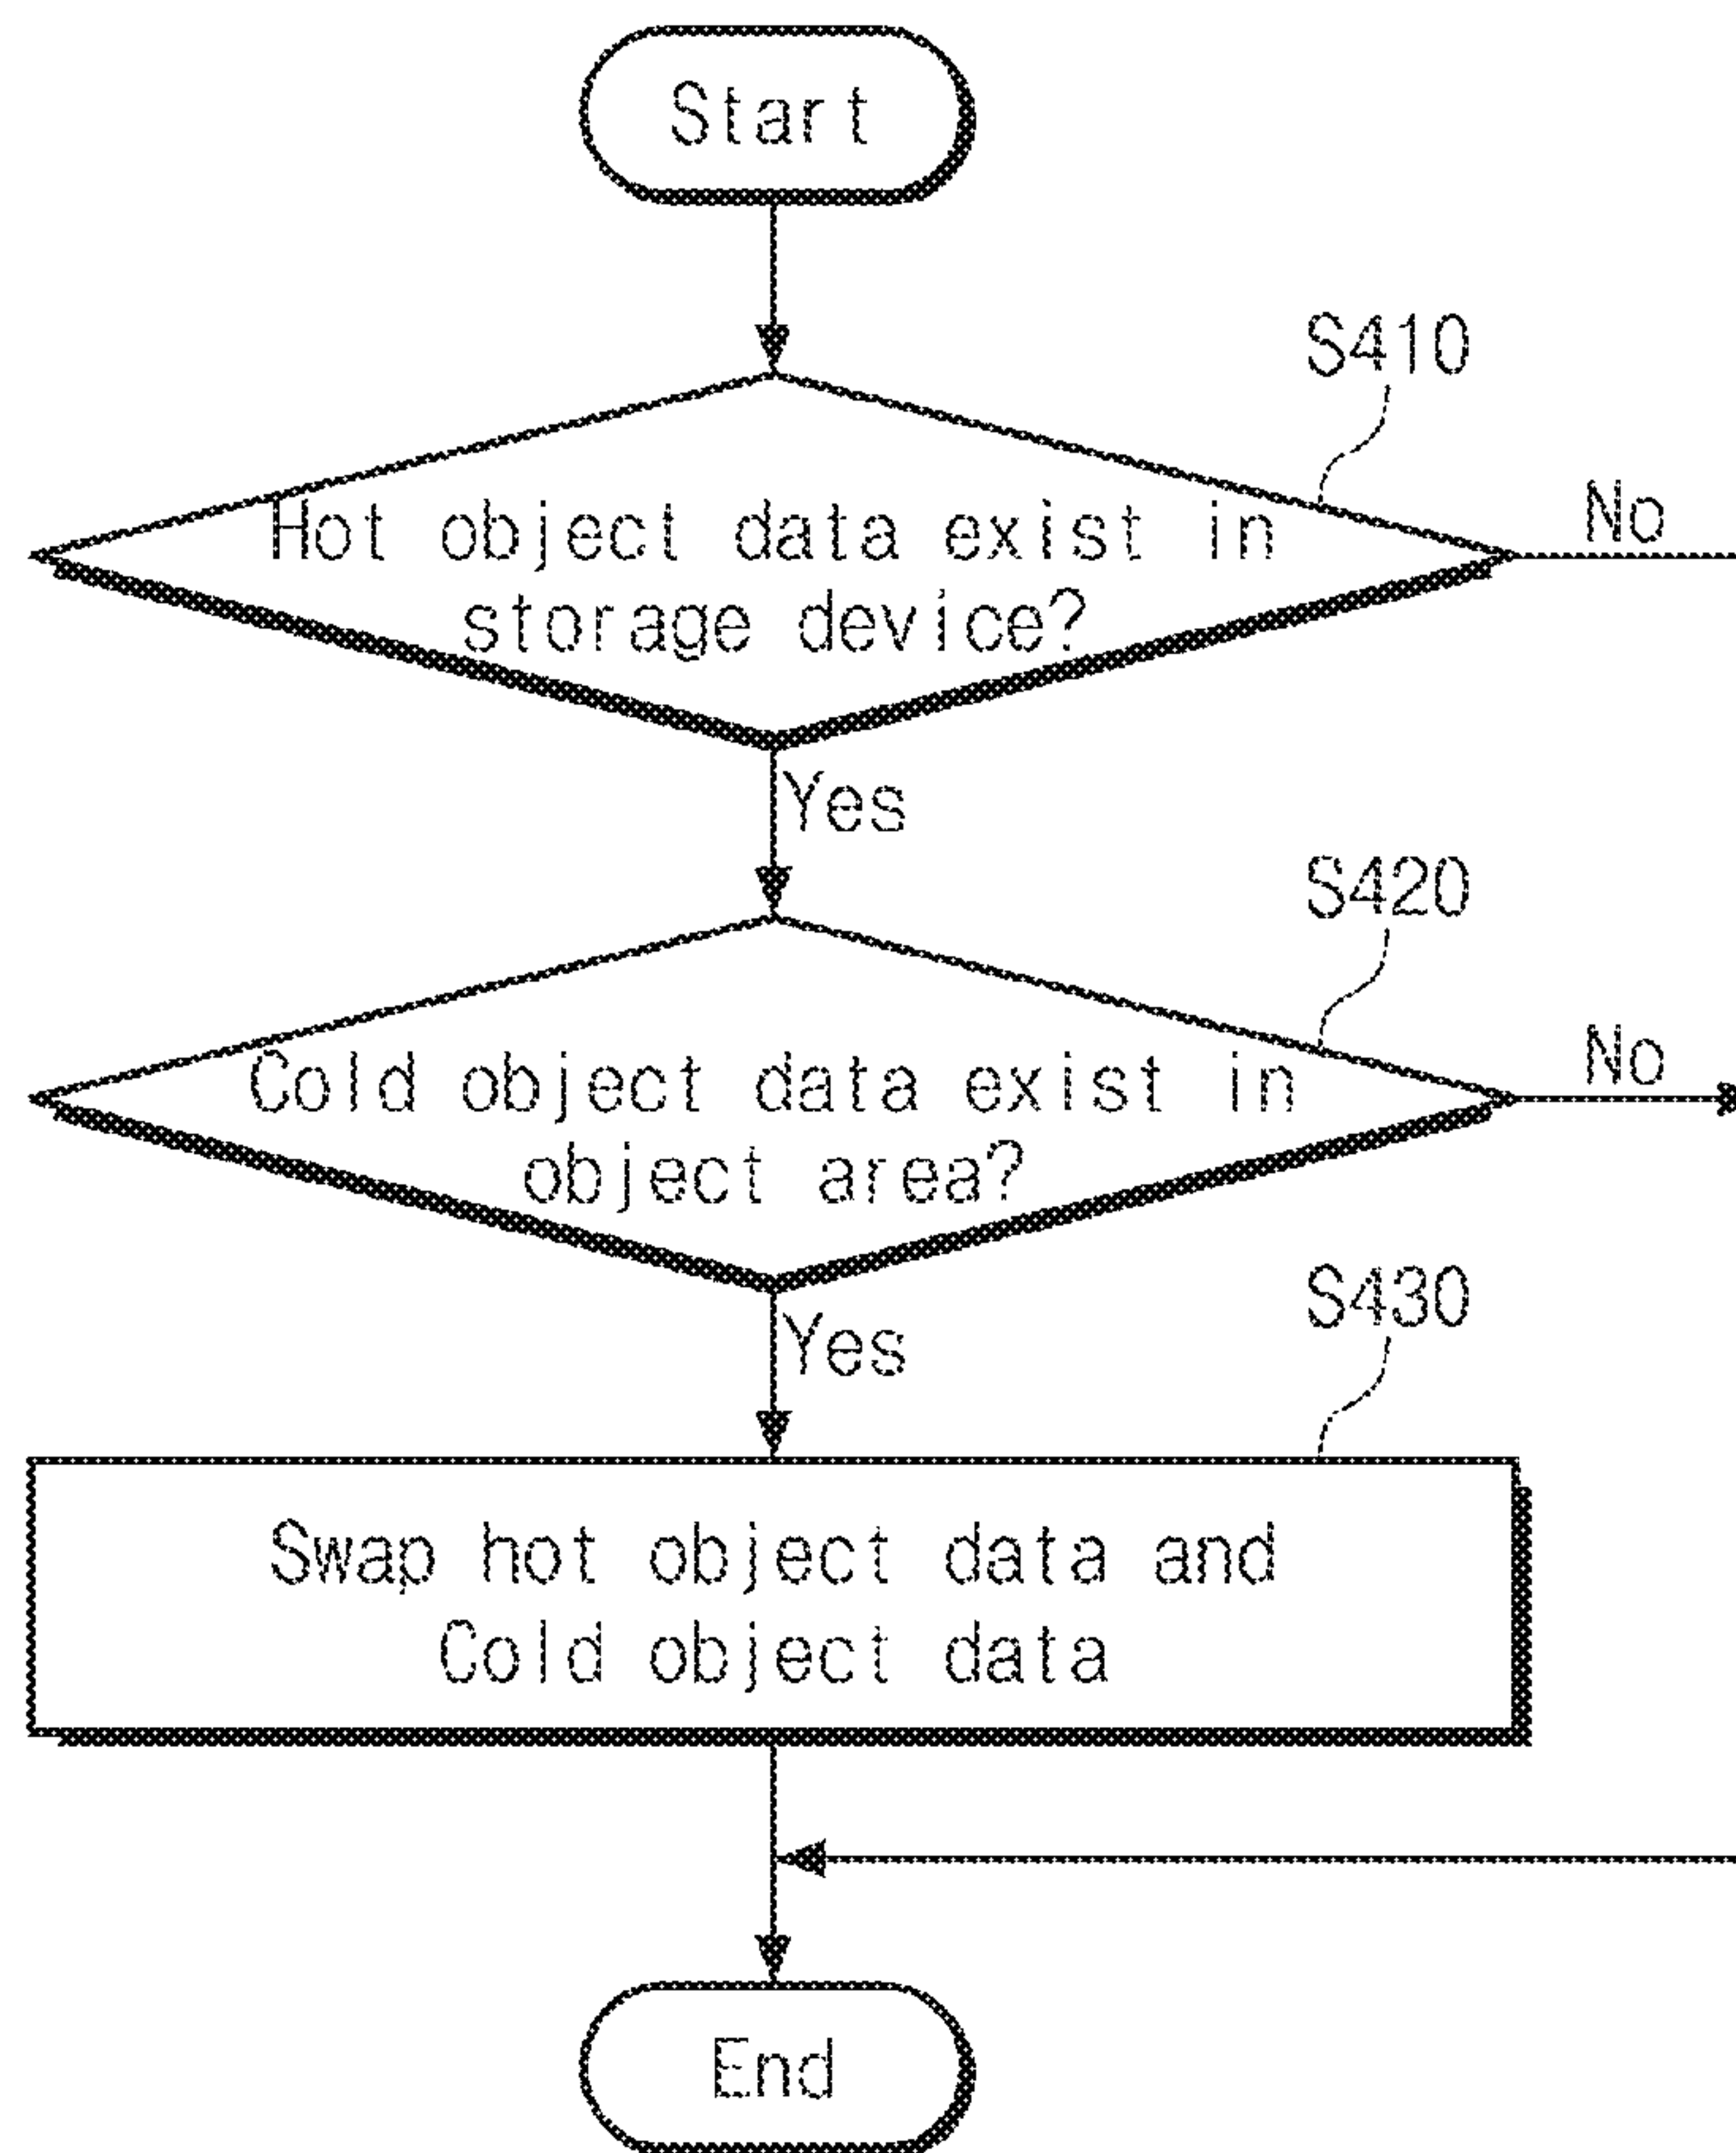 Start
S410
Hot object data exist in
storage device?
No
Yes
S420
Cold object data exist in
object area?
No
Yes
S430
Swap hot object data and
Cold object data
End